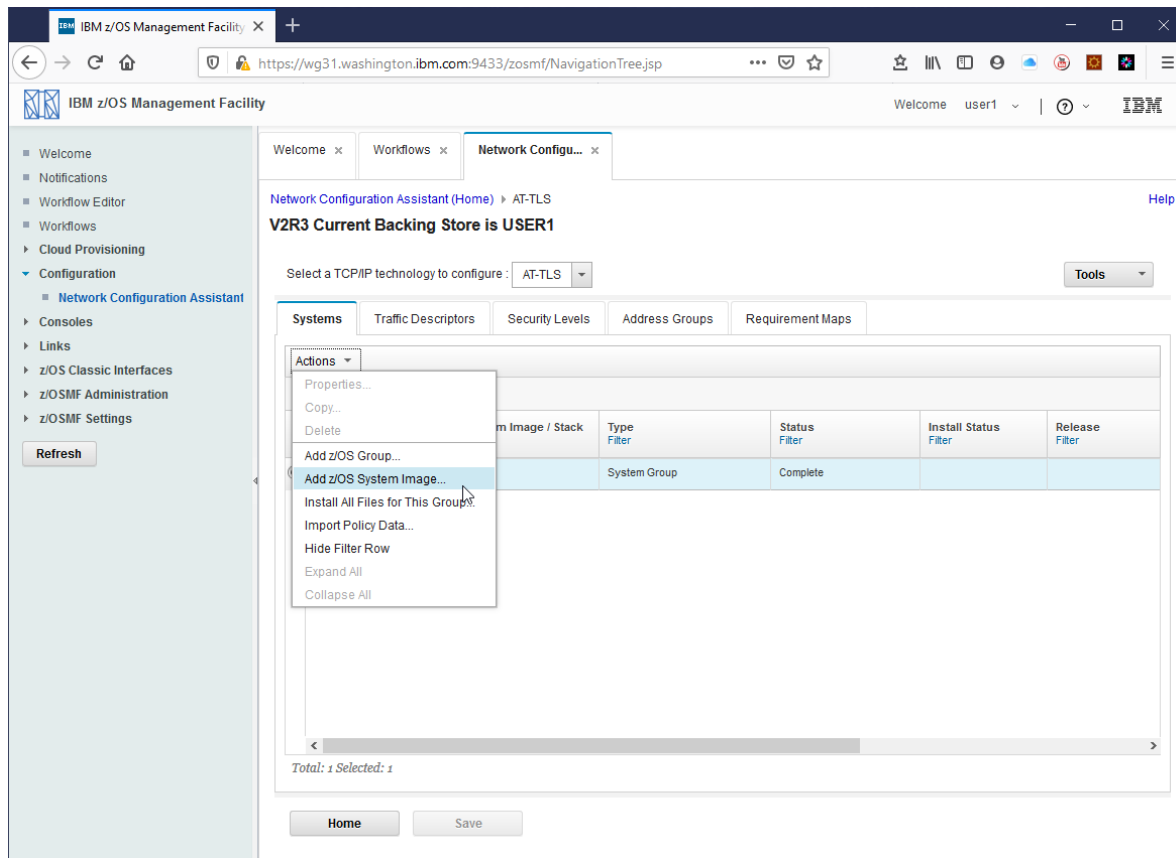 IBM z/OS Management Facility
https://wg31.washington.ibm.com:9433/zosmf/NavigationTree.jsp
IBM z/OS Management Facility
Welcome user1
IBM
Welcome
Notifications
Workflow Editor
Workflows
Cloud Provisioning
Configuration
Network Configuration Assistant
Consoles
Links
z/OS Classic Interfaces
z/OSMF Administration
z/OSMF Settings
Refresh
Welcome Workflows Network Configu...
Network Configuration Assistant (Home) AT-TLS Help
V2R3 Current Backing Store is USER1
Select a TCP/IP technology to configure : AT-TLS Tools
Systems Traffic Descriptors Security Levels Address Groups Requirement Maps
Actions
Properties...
Copy...
Delete
Add z/OS Group...
Add z/OS System Image...
Install All Files for This Group...
Import Policy Data...
Hide Filter Row
Expand All
Collapse All
m Image / Stack Type Status Install Status Release
Filter Filter Filter Filter
System Group Complete
Total: 1 Selected: 1
Home Save